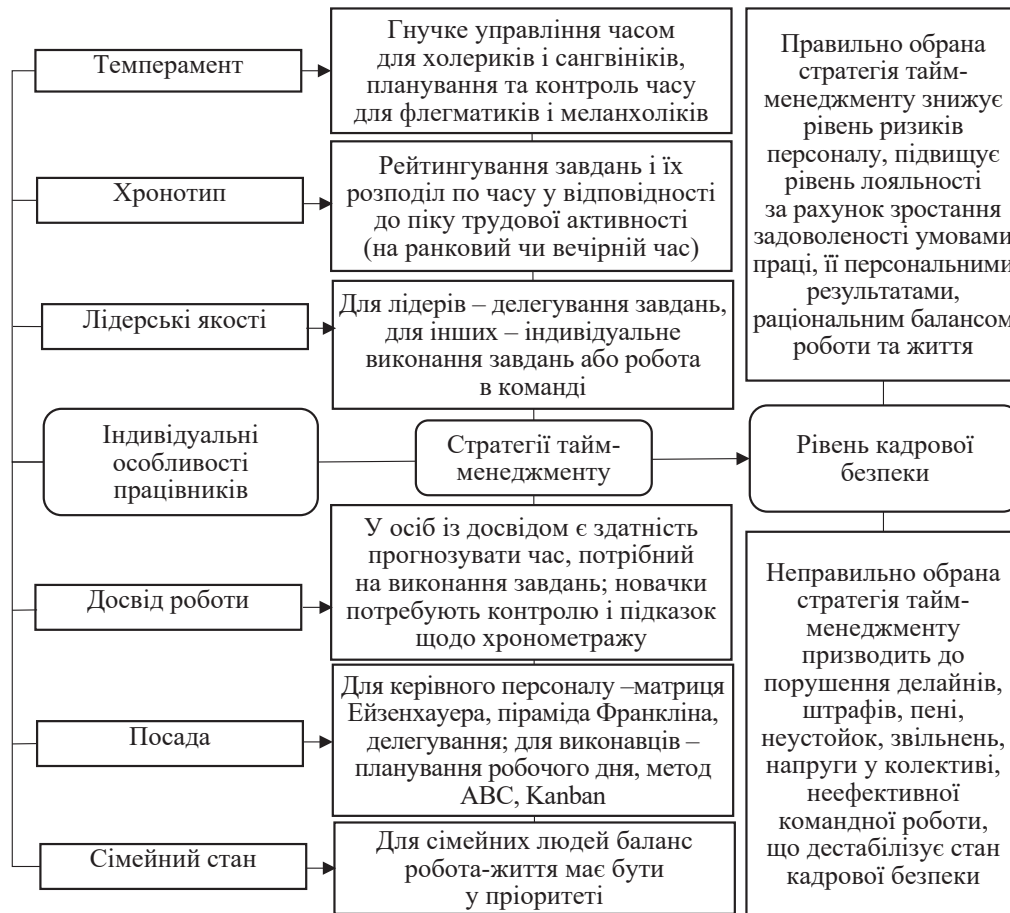 Темперамент
Гнучке управління часом
для холериків і сангвініків,
планування та контроль часу
для флегматиків і меланхоліків
Хронотип
Рейтингування завдань і їх
розподіл по часу у відповідності
до піку трудової активності
(на ранковий чи вечірній час)
Лідерські якості
Для лідерів – делегування завдань,
для інших – індивідуальне
виконання завдань або робота
в команді
Правильно обрана
стратегія тайм-
менеджменту знижує
рівень ризиків
персоналу, підвищує
рівень лояльності
за рахунок зростання
задоволеності умовами
праці, її персональними
результатами,
раціональним балансом
роботи та життя
Індивідуальні
особливості
працівників
Стратегії тайм-
менеджменту
Рівень кадрової
безпеки
Досвід роботи
У осіб із досвідом є здатність
прогнозувати час, потрібний
на виконання завдань; новачки
потребують контролю і підказок
щодо хронометражу
Посада
Для керівного персоналу –матриця
Ейзенхауера, піраміда Франкліна,
делегування; для виконавців –
планування робочого дня, метод
ABC, Kanban
Сімейний стан
Для сімейних людей баланс
робота-життя має бути
у пріоритеті
Неправильно обрана
стратегія тайм-
менеджменту
призводить до
порушення делайнів,
штрафів, пені,
неустойок, звільнень,
напруги у колективі,
неефективної
командної роботи,
що дестабілізує стан
кадрової безпеки